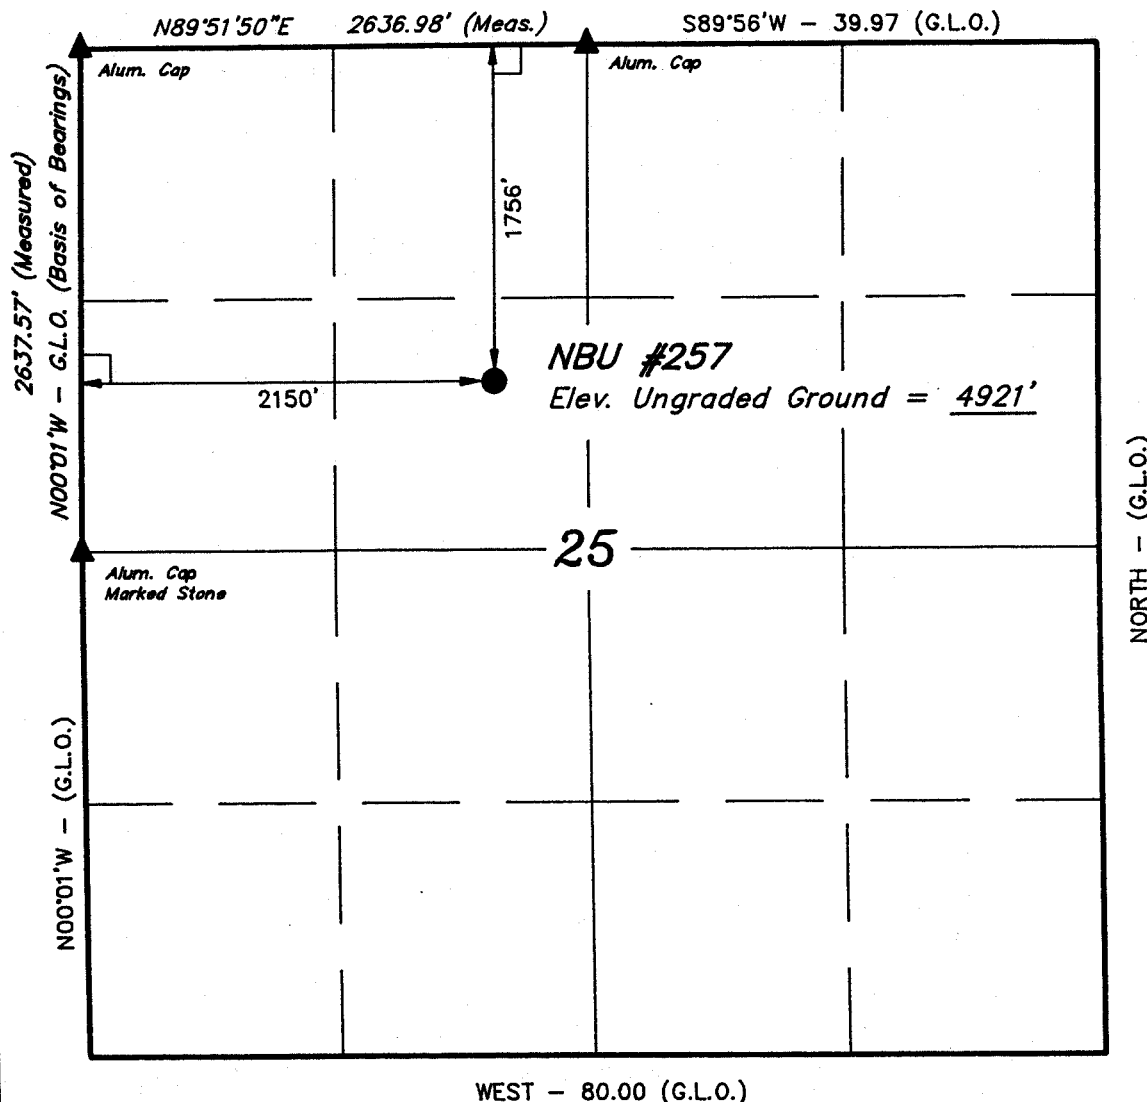 N89°51'50"E 2636.98' (Meas.) S89°56'W - 39.97 (G.L.O.)
Alum. Cap
Alum. Cap
2637.57' (Measured)
N00°01'W - G.L.O. (Basis of Bearings)
1756'
2150'
NBU #257
Elev. Ungraded Ground = 4921'
25
Alum. Cap
Marked Stone
NORTH - (G.L.O.)
N00°01'W - (G.L.O.)
WEST - 80.00 (G.L.O.)